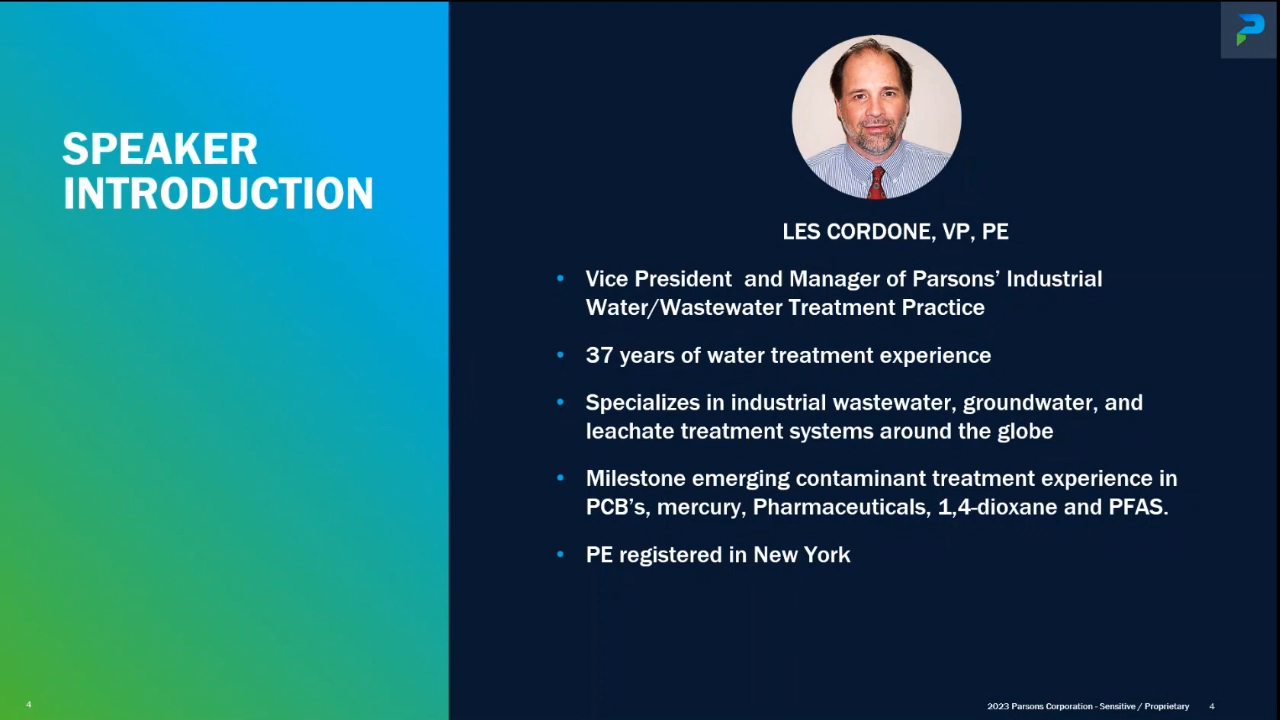 SPEAKER
INTRODUCTION
LES CORDONE, VP, PE
• Vice President  and Manager of Parsons’ Industrial
Water/Wastewater Treatment Practice
• 37 years of water treatment experience
• Specializes in industrial wastewater, groundwater, and
leachate treatment systems around the globe
• Milestone emerging contaminant treatment experience in
PCB’s, mercury, Pharmaceuticals, 1,4-dioxane and PFAS.
• PE registered in New York
4
2023 Parsons Corporation - Sensitive / Proprietary 4